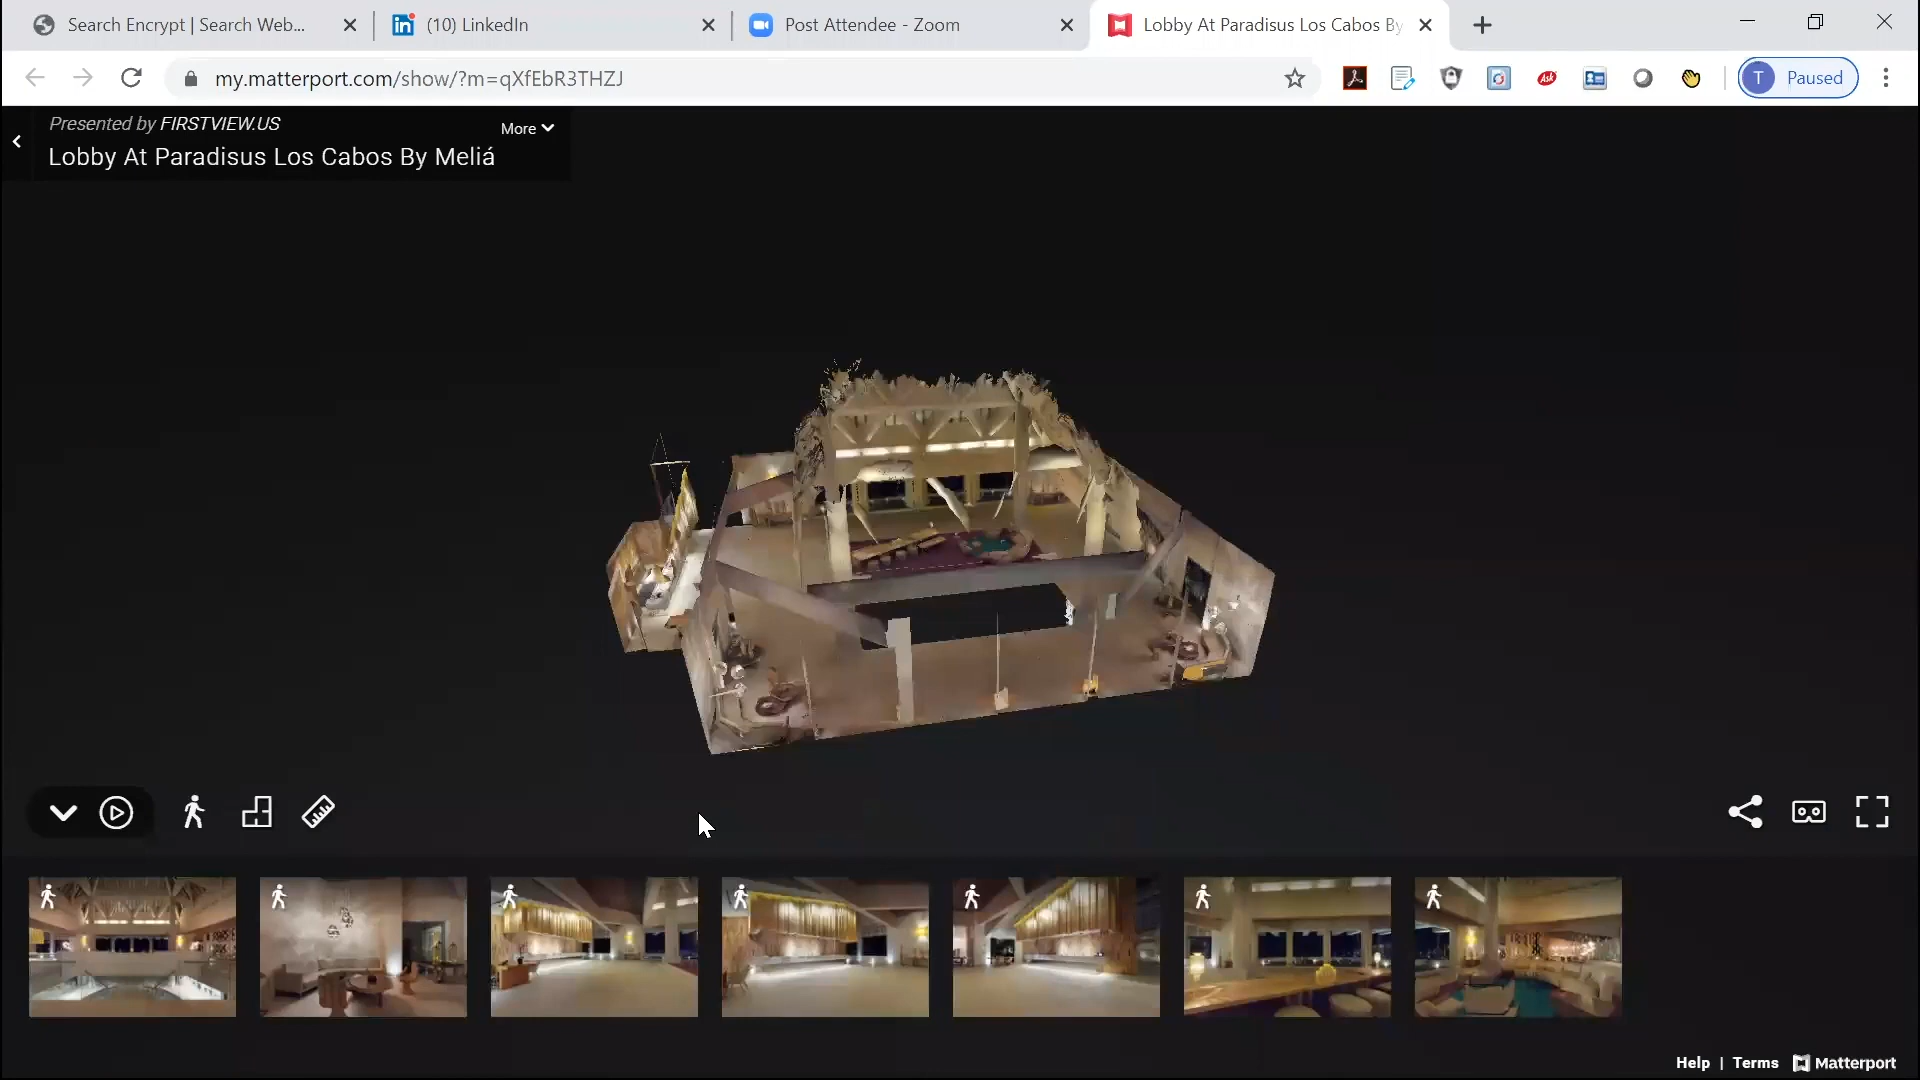 Search Encrypt | Search Web...
(10) LinkedIn
Post Attendee - Zoom
Lobby At Paradisus Los Cabos By
my.matterport.com/show/?m=qXfEbR3THZJ
Ask
T
Paused
Presented by FIRSTVIEW.US
More
Lobby At Paradisus Los Cabos By Meliá
Help | Terms
Matterport